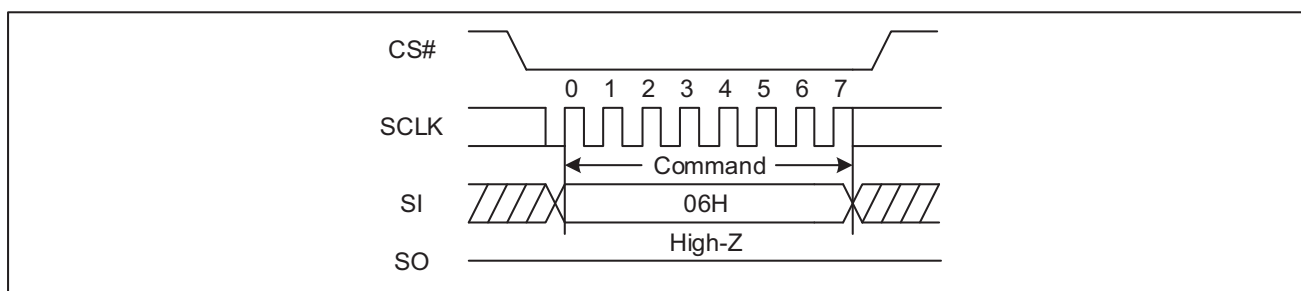 CS#
0 1 2 3 4 5 6 7
SCLK
Command
SI
06H
High-Z
SO